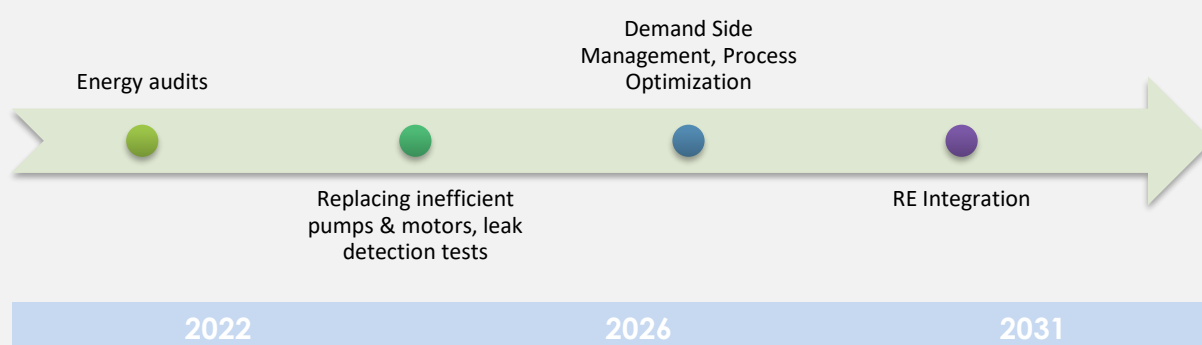 Energy audits
Demand Side
Management, Process
Optimization
Replacing inefficient
pumps & motors, leak
detection tests
RE Integration
2022
2026
2031